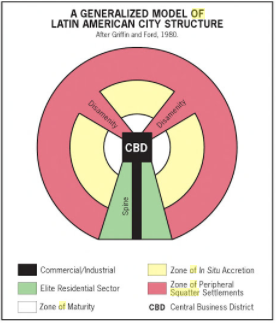 A GENERALIZED MODEL OF
LATIN AMERICAN CITY STRUCTURE
After Griffin and Ford, 1980.
Disamenity
Disamenity
CBD
Spine
Commercial/Industrial
Elite Residential Sector
Zone of Maturity
Zone of In Situ Accretion
Zone of Peripheral
Squatter Settlements
CBD Central Business District